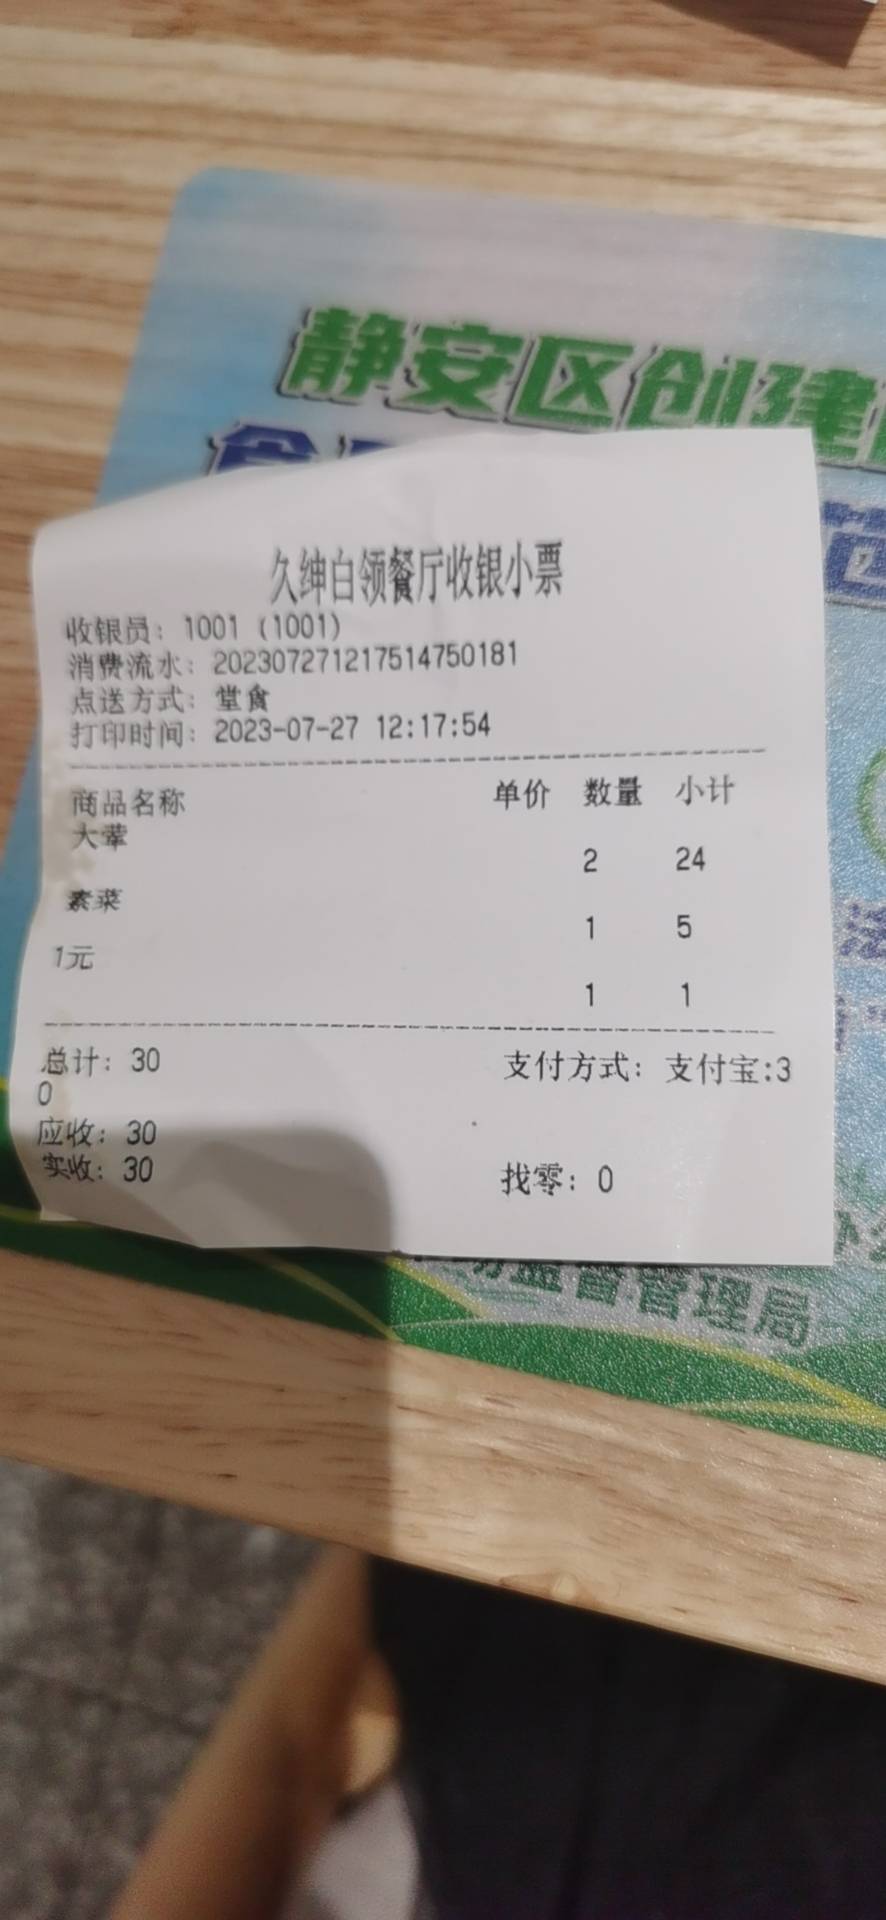 静安区创建
久绅白领餐厅收银小票
收银员: 1001 (1001)
消费流水: 202307271217514750181
点送方式: 堂食
打印时间: 2023-07-27 12:17:54
商品名称 单价 数量 小计
大荤
2 24
素菜
1 5
1元
1 1
总计: 30 支付方式: 支付宝:3
0
应收: 30
实收: 30 找零: 0
监督管理局